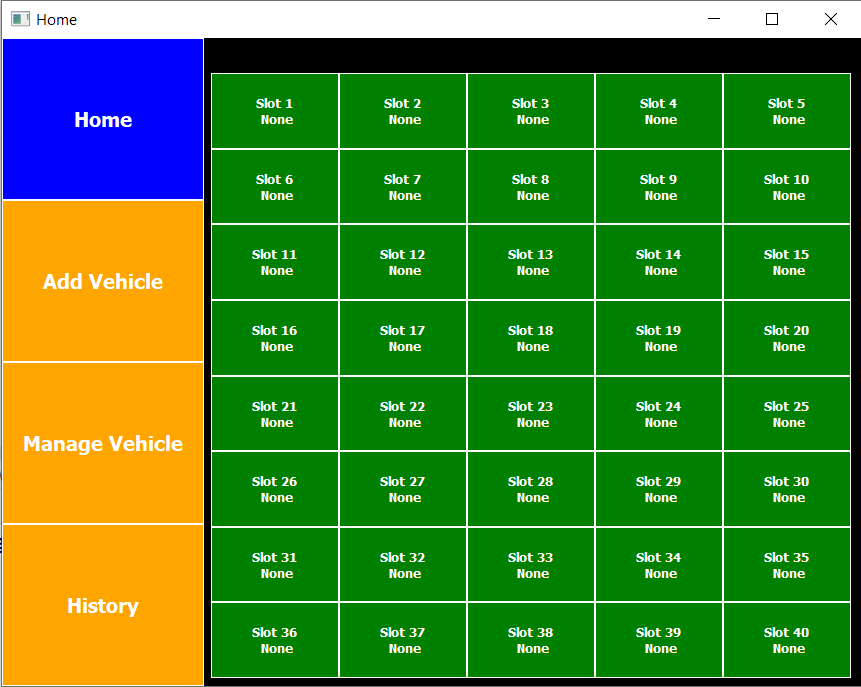 Home
Home
Add Vehicle
Manage Vehicle
History
Slot 1
None
Slot 2
None
Slot 3
None
Slot 4
None
Slot 5
None
Slot 6
None
Slot 7
None
Slot 8
None
Slot 9
None
Slot 10
None
Slot 11
None
Slot 12
None
Slot 13
None
Slot 14
None
Slot 15
None
Slot 16
None
Slot 17
None
Slot 18
None
Slot 19
None
Slot 20
None
Slot 21
None
Slot 22
None
Slot 23
None
Slot 24
None
Slot 25
None
Slot 26
None
Slot 27
None
Slot 28
None
Slot 29
None
Slot 30
None
Slot 31
None
Slot 32
None
Slot 33
None
Slot 34
None
Slot 35
None
Slot 36
None
Slot 37
None
Slot 38
None
Slot 39
None
Slot 40
None